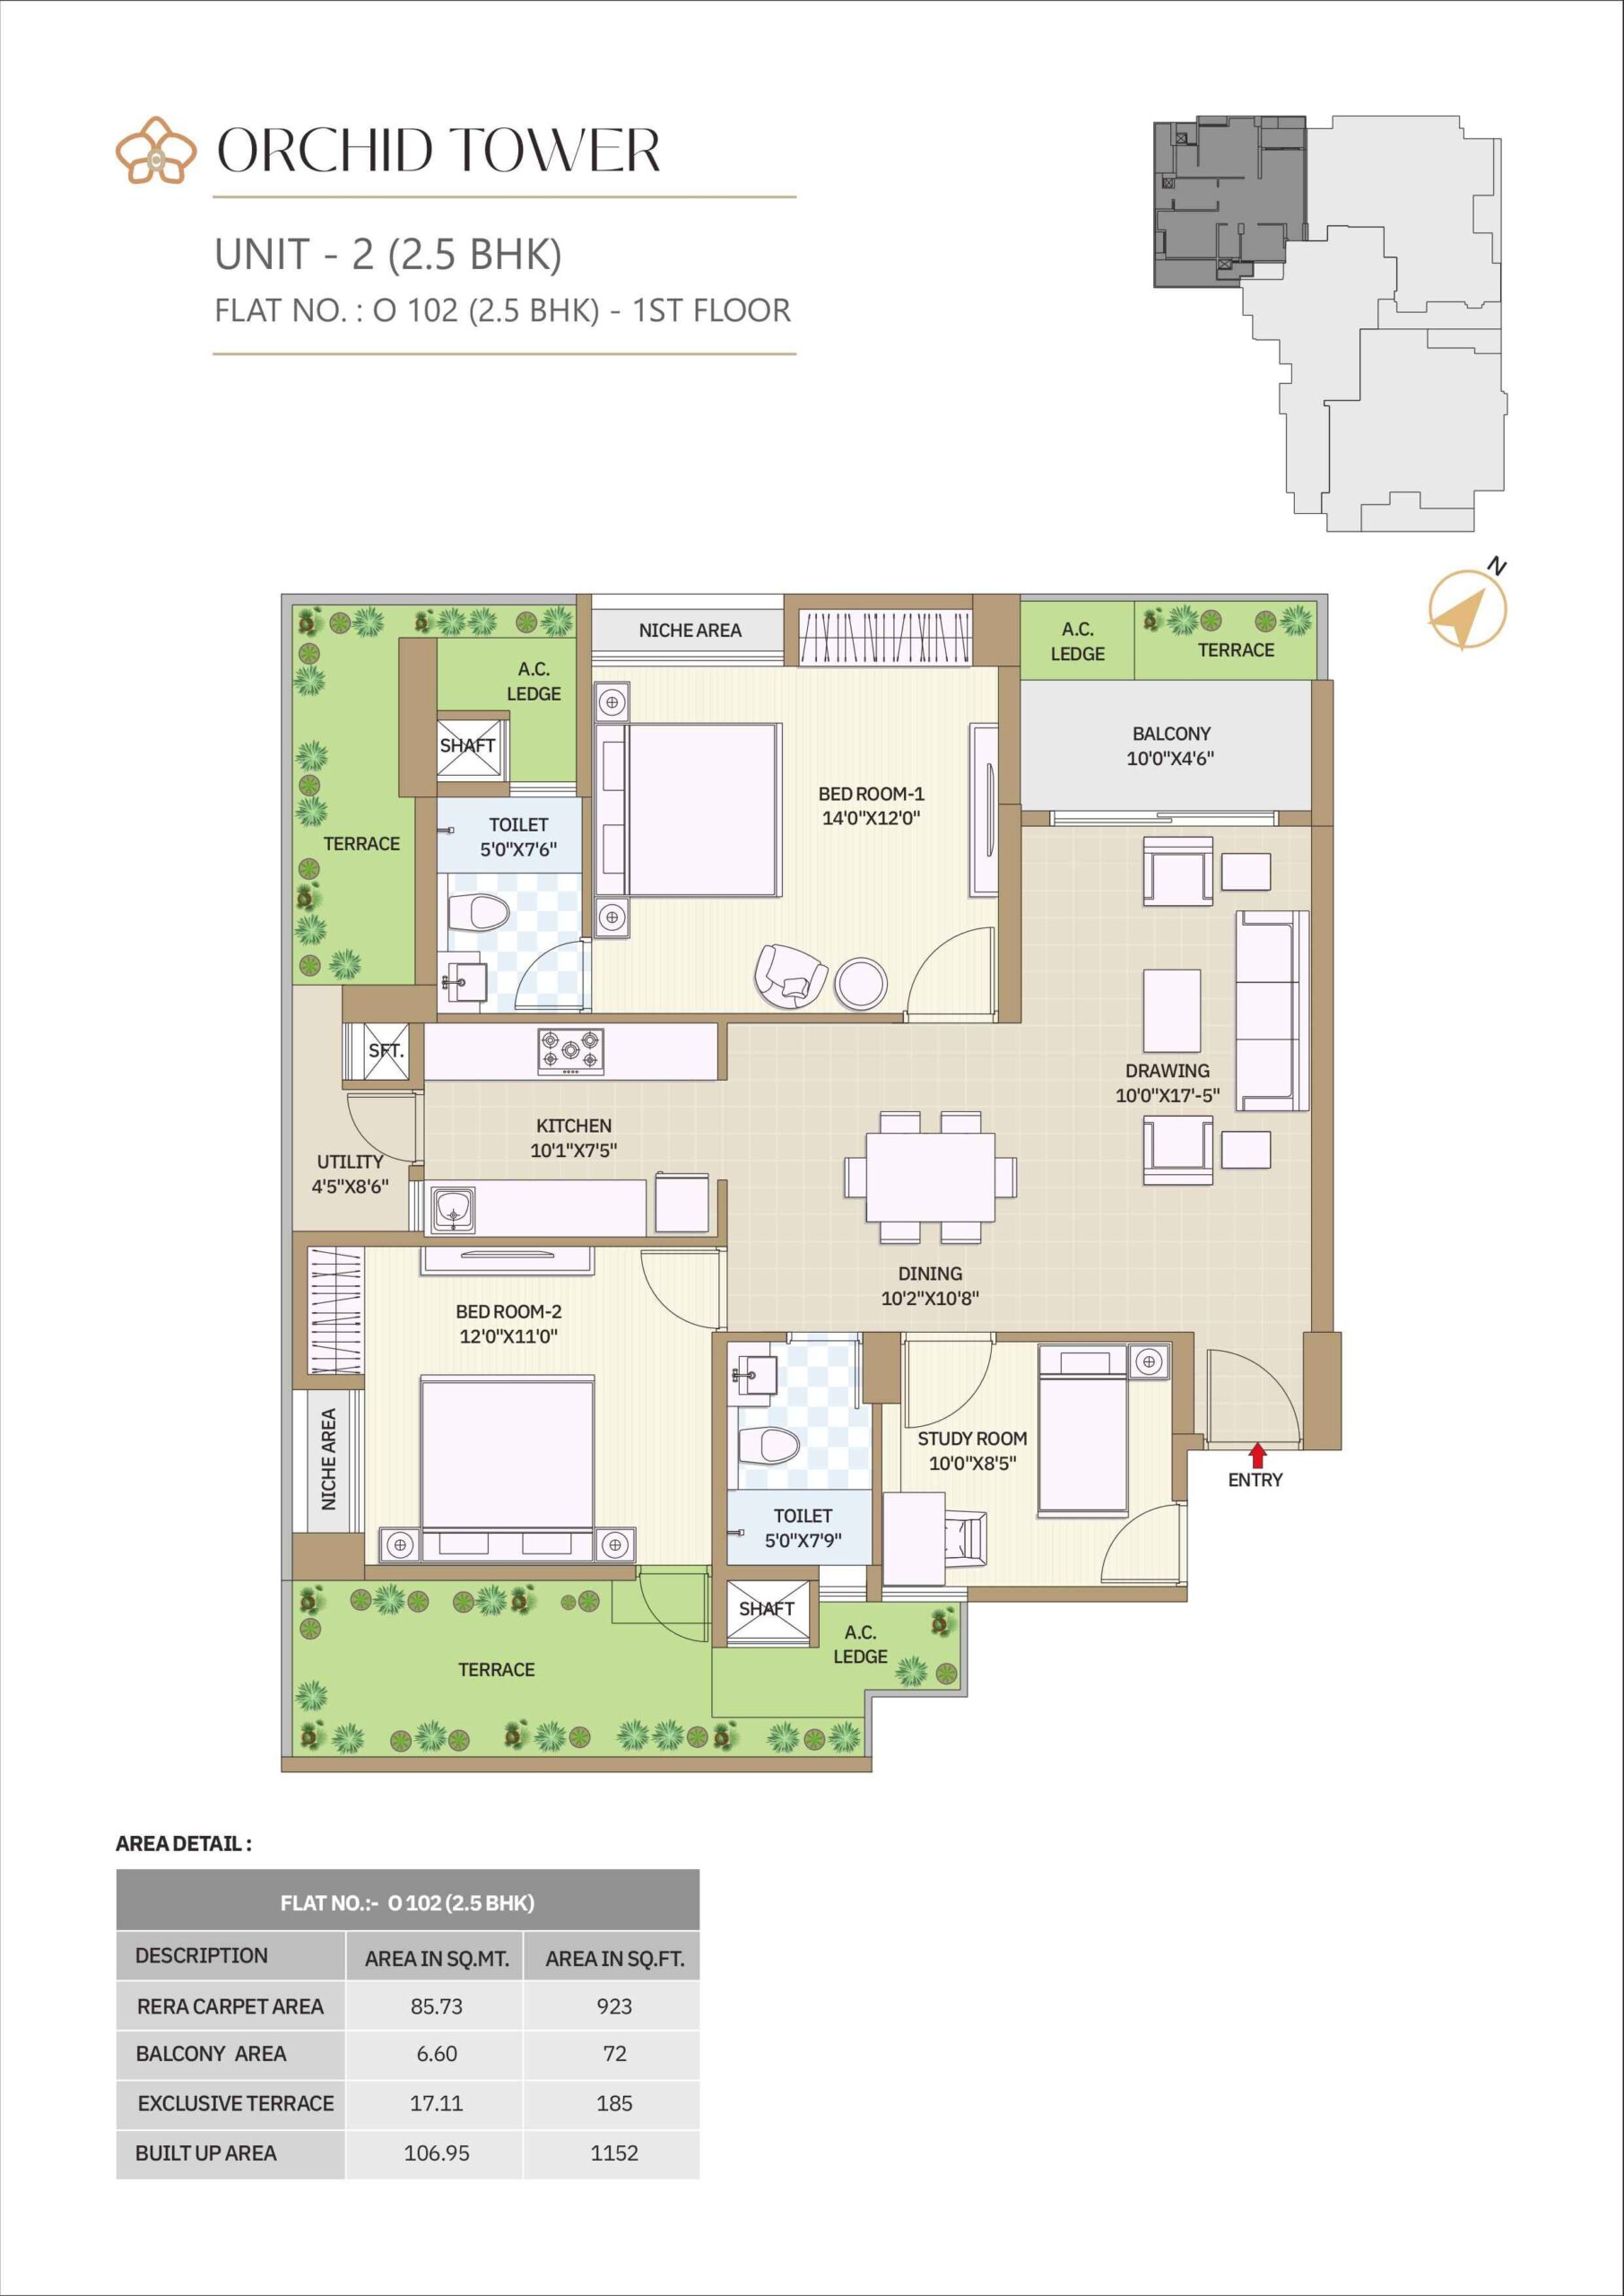 ORCHID TOWER
UNIT - 2 (2.5 BHK)
FLAT NO. : O 102 (2.5 BHK) - 1ST FLOOR
N
NICHE AREA
A.C.
LEDGE
TERRACE
A.C.
LEDGE
SHAFT
BALCONY
10'0"X4'6"
BED ROOM-1
14'0"X12'0"
TOILET
5'0"X7'6"
TERRACE
SFT.
DRAWING
10'0"X17'-5"
KITCHEN
10'1"X7'5"
UTILITY
4'5"X8'6"
DINING
10'2"X10'8"
BED ROOM-2
12'0"X11'0"
NICHE AREA
STUDY ROOM
10'0"X8'5"
ENTRY
TOILET
5'0"X7'9"
SHAFT
A.C.
LEDGE
TERRACE
AREA DETAIL :
FLAT NO.:- O 102 (2.5 BHK)
DESCRIPTION AREA IN SQ.MT. AREA IN SQ.FT.
RERA CARPET AREA 85.73 923
BALCONY AREA 6.60 72
EXCLUSIVE TERRACE 17.11 185
BUILT UP AREA 106.95 1152